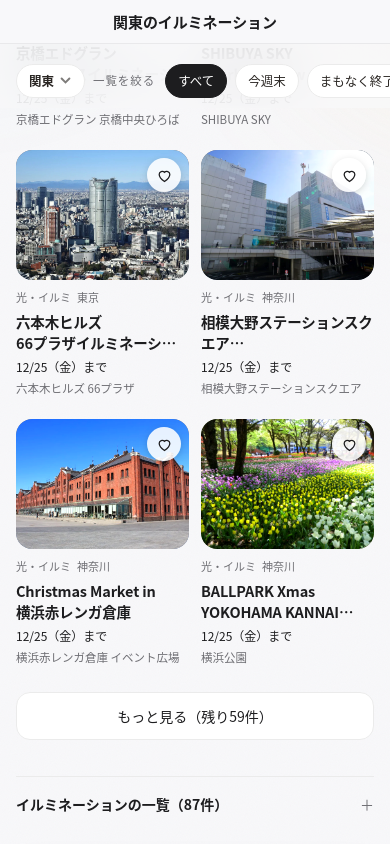 関東のイルミネーション
京橋エドグラン
SHIBUYA SKY
関東
一覧を絞る
すべて
今週末
まもなく終了
京橋エドグラン 京橋中央ひろば
SHIBUYA SKY
光・イルミ 東京
六本木ヒルズ
66プラザイルミネーシ…
12/25（金）まで
六本木ヒルズ 66プラザ
光・イルミ 神奈川
相模大野ステーションスク
エア…
12/25（金）まで
相模大野ステーションスクエア
光・イルミ 神奈川
Christmas Market in
横浜赤レンガ倉庫
12/25（金）まで
横浜赤レンガ倉庫 イベント広場
光・イルミ 神奈川
BALLPARK Xmas
YOKOHAMA KANNAI…
12/25（金）まで
横浜公園
もっと見る（残り59件）
イルミネーションの一覧（87件）